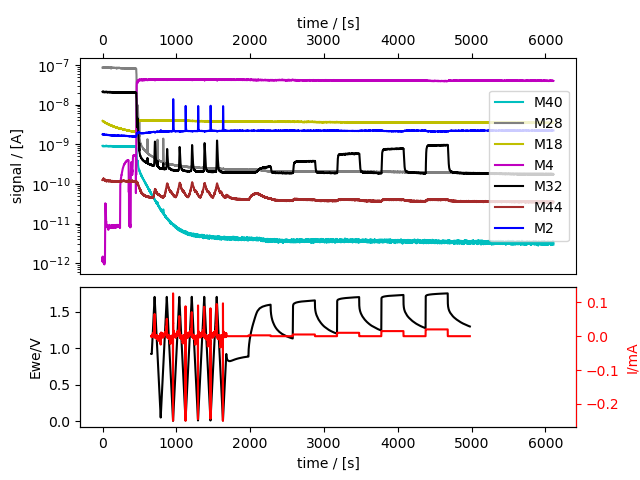 time / [s]
0 1000 2000 3000 4000 5000 6000
10⁻⁷
10⁻⁸
10⁻⁹
10⁻¹⁰
10⁻¹¹
10⁻¹²
signal / [A]
M40
M28
M18
M4
M32
M44
M2
1.5
1.0
0.5
0.0
Ewe/V
0.1
0.0
−0.1
−0.2
I/mA
0 1000 2000 3000 4000 5000 6000
time / [s]